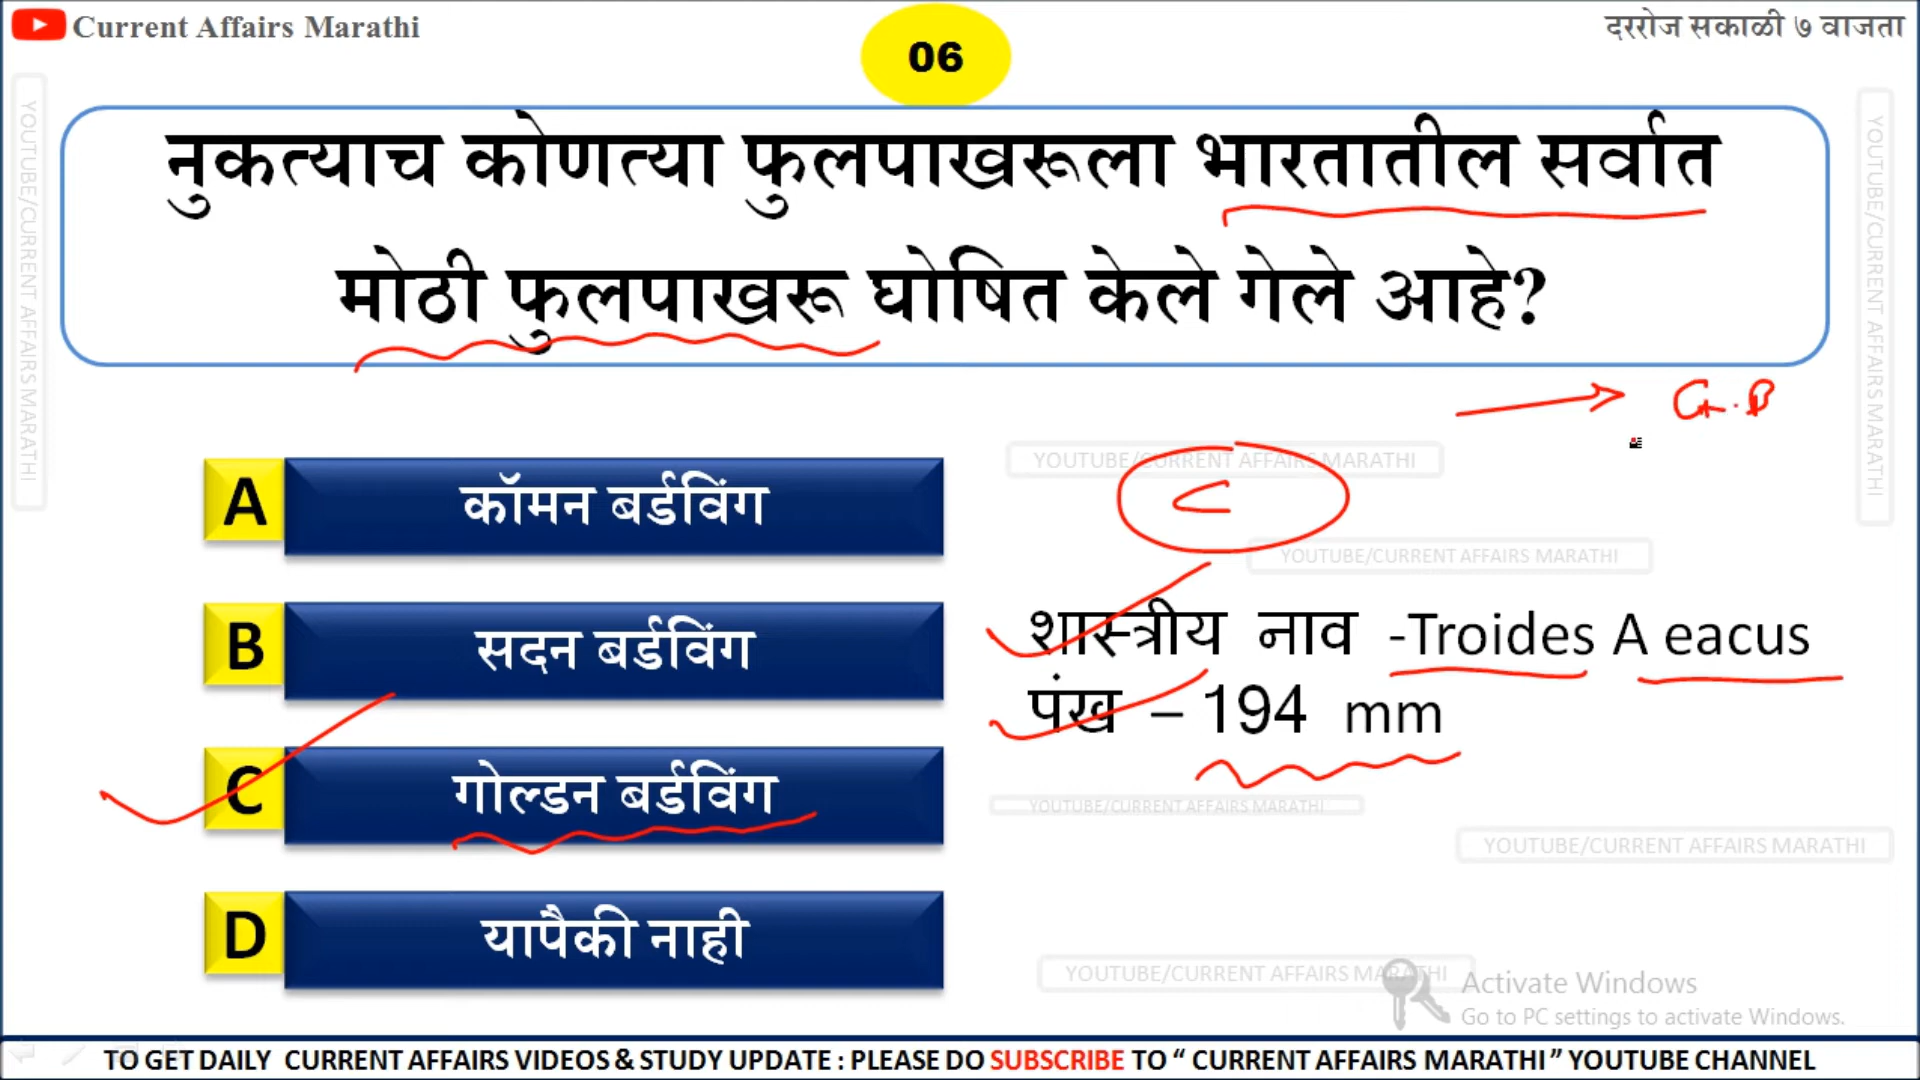 Current Affairs Marathi
दररोज सकाळी ७ वाजता
06
नुकत्याच कोणत्या फुलपाखरूला भारतातील सर्वात
मोठी फुलपाखरू घोषित केले गेले आहे?
G.B
YOUTUBE/CURRENT AFFAIRS MARATHI
YOUTUBE/CURRENT AFFAIRS MARATHI
YOUTUBE/CURRENT AFFAIRS MARATHI
C
A कॉमन बर्डविंग
YOUTUBE/CURRENT AFFAIRS MARATHI
B सदन बर्डविंग
शास्त्रीय नाव -Troides A eacus
पंख – 194 mm
C गोल्डन बर्डविंग
YOUTUBE/CURRENT AFFAIRS MARATHI
YOUTUBE/CURRENT AFFAIRS MARATHI
D यापैकी नाही
YOUTUBE/CURRENT AFFAIRS MARATHI
Activate Windows
Go to PC settings to activate Windows.
TO GET DAILY CURRENT AFFAIRS VIDEOS & STUDY UPDATE : PLEASE DO SUBSCRIBE TO “ CURRENT AFFAIRS MARATHI ” YOUTUBE CHANNEL